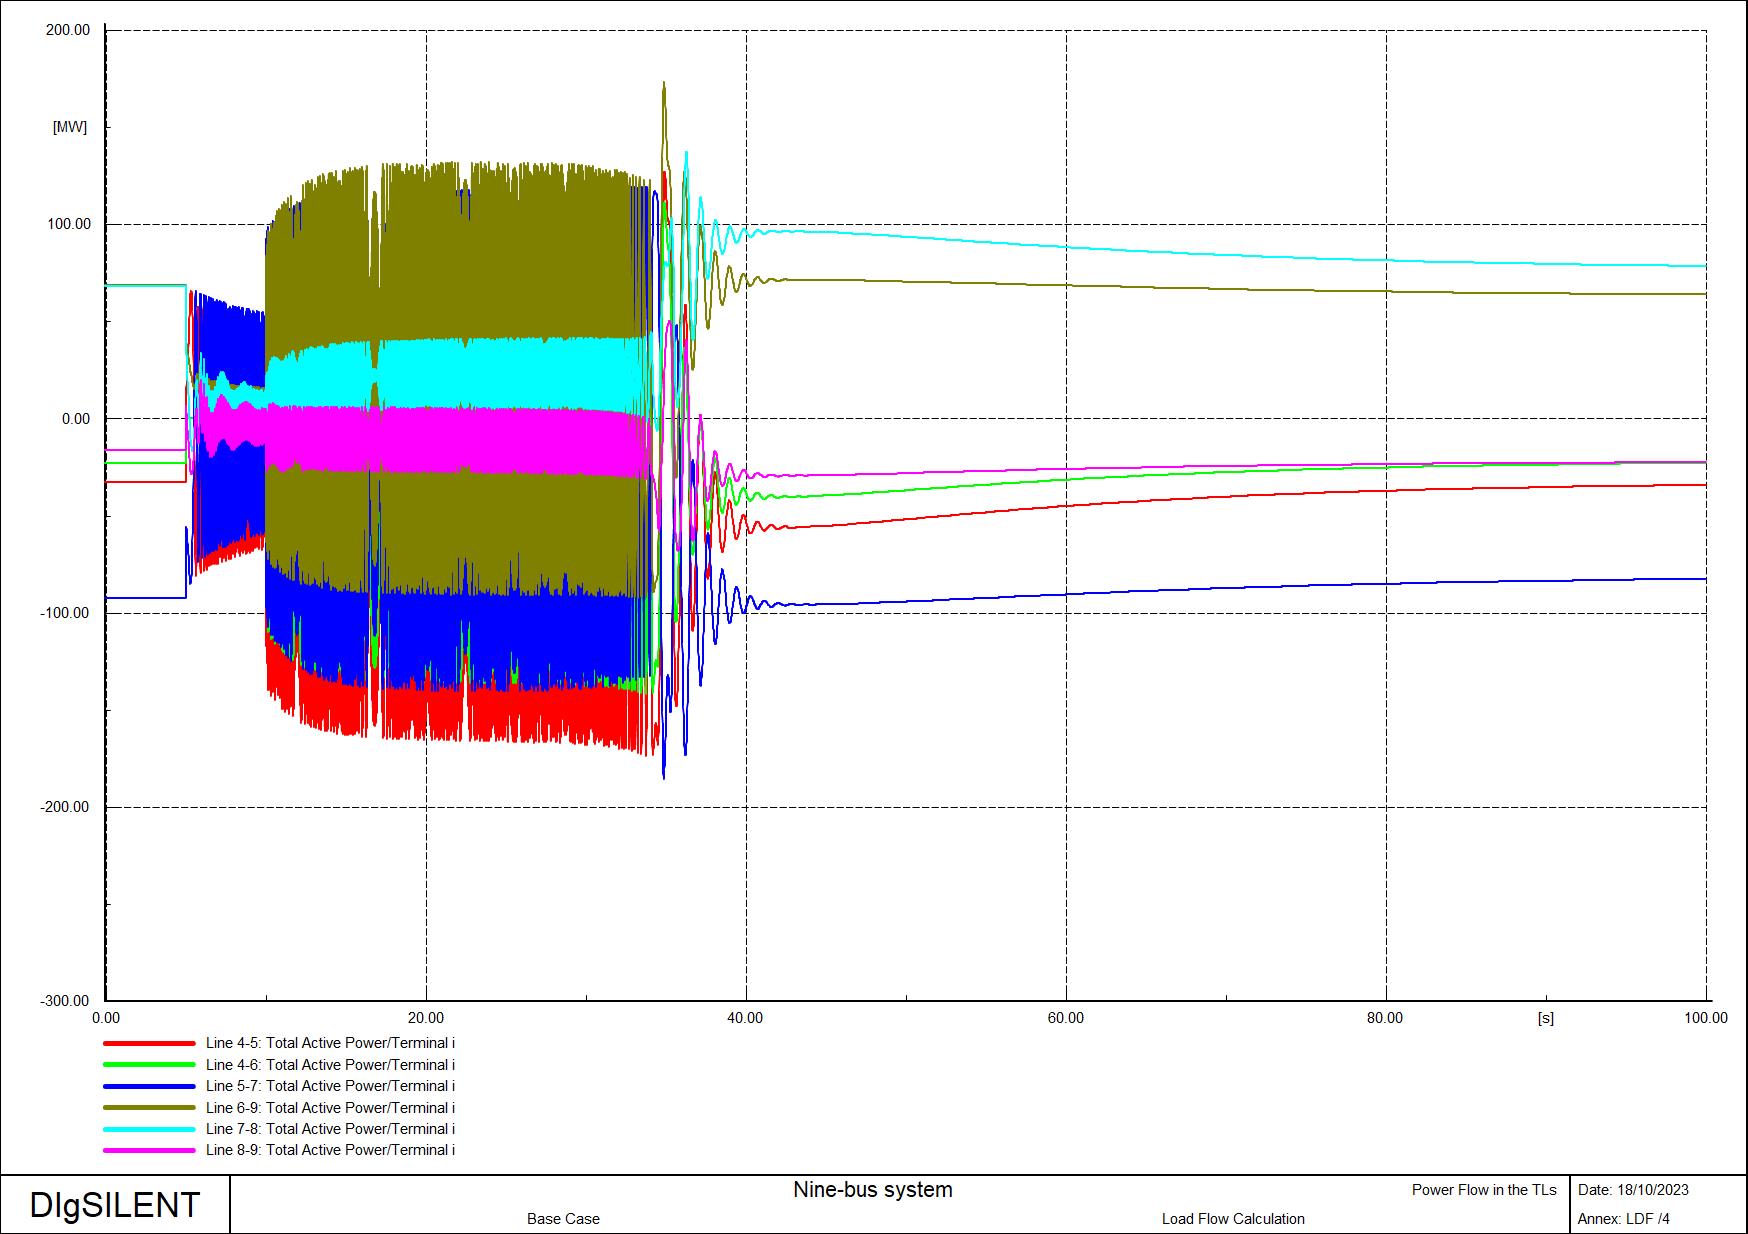 200.00
[MW]
100.00
0.00
-100.00
-200.00
-300.00
0.00 20.00 40.00 60.00 80.00 [s] 100.00
Line 4-5: Total Active Power/Terminal i
Line 4-6: Total Active Power/Terminal i
Line 5-7: Total Active Power/Terminal i
Line 6-9: Total Active Power/Terminal i
Line 7-8: Total Active Power/Terminal i
Line 8-9: Total Active Power/Terminal i
DIgSILENT
Nine-bus system
Power Flow in the TLs
Date: 18/10/2023
Base Case
Load Flow Calculation
Annex: LDF /4